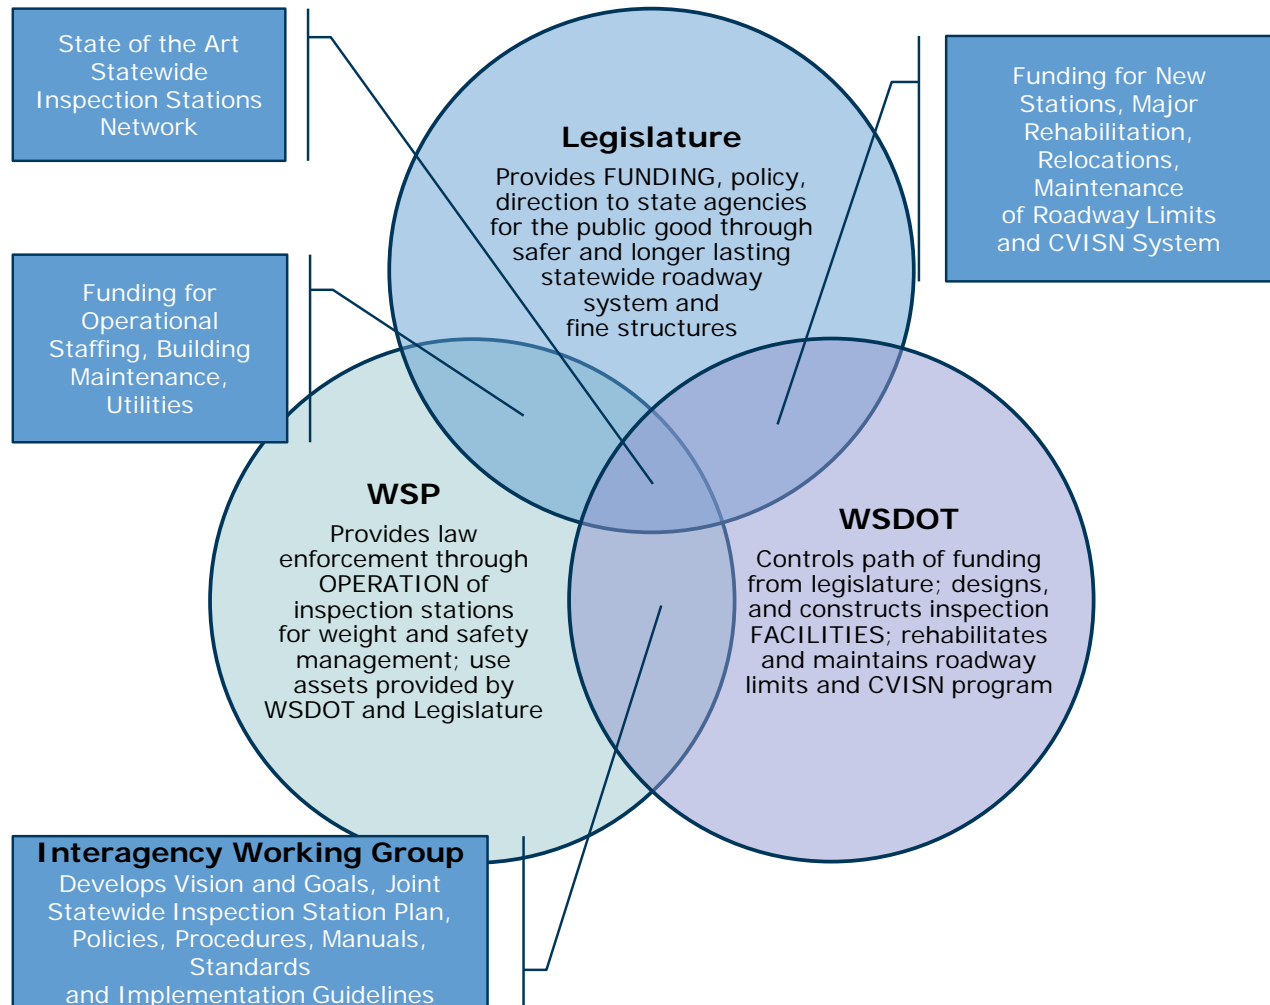 State of the Art
Statewide
Inspection Stations
Network
Funding for New
Stations, Major
Rehabilitation,
Relocations,
Maintenance
of Roadway Limits
and CVISN System
Legislature
Provides FUNDING, policy,
direction to state agencies
for the public good through
safer and longer lasting
statewide roadway
system and
fine structures
Funding for
Operational
Staffing, Building
Maintenance,
Utilities
WSP
Provides law
enforcement through
OPERATION of
inspection stations
for weight and safety
management; use
assets provided by
WSDOT and Legislature
WSDOT
Controls path of funding
from legislature; designs,
and constructs inspection
FACILITIES; rehabilitates
and maintains roadway
limits and CVISN program
Interagency Working Group
Develops Vision and Goals, Joint
Statewide Inspection Station Plan,
Policies, Procedures, Manuals,
Standards
and Implementation Guidelines